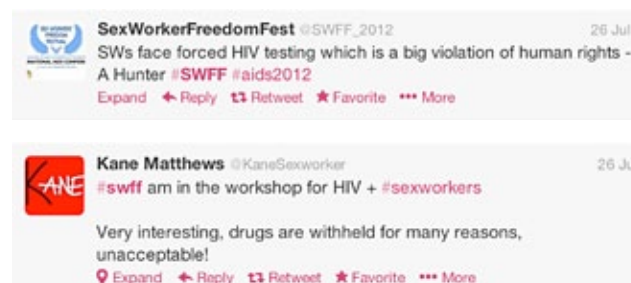 SexWorkerFreedomFest @SWFF_2012 26 Jul
SWs face forced HIV testing which is a big violation of human rights -
A Hunter #SWFF #aids2012
Expand Reply Retweet Favorite More
KANE
Kane Matthews @KaneSexworker 26 Ju
#swff am in the workshop for HIV + #sexworkers
Very interesting, drugs are withheld for many reasons,
unacceptable!
Expand Reply Retweet Favorite More